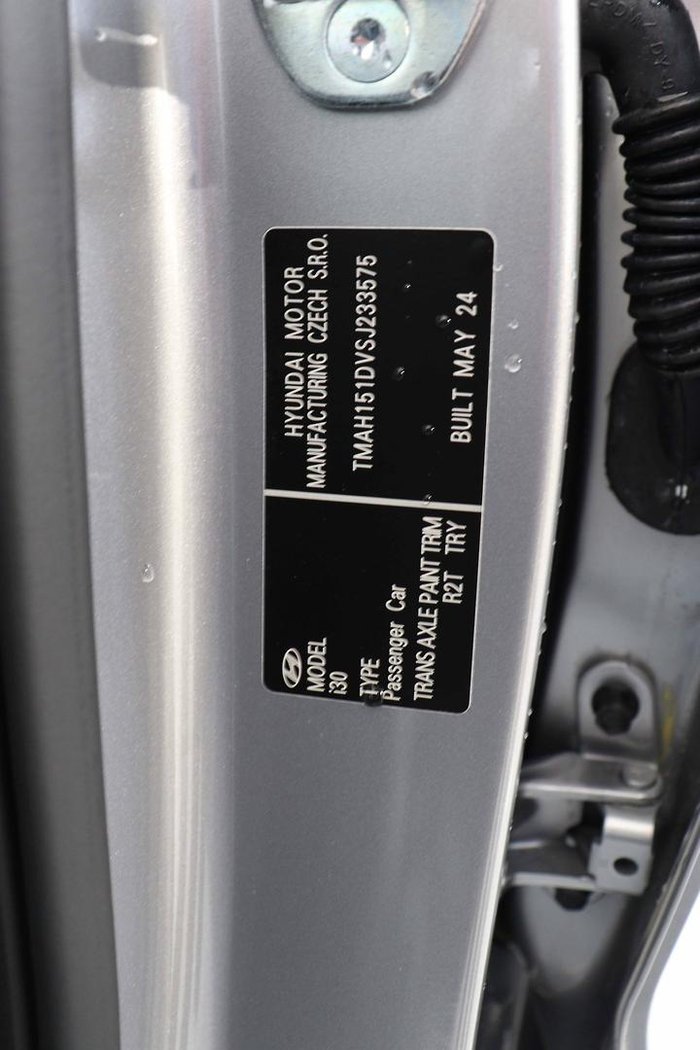 MODEL
i30
TYPE
Passenger Car
TRANS AXLE PAINT TRIM
R2T TRY
HYUNDAI MOTOR
MANUFACTURING CZECH S.R.O.
TMAH151DVSJ233575
BUILT MAY 24